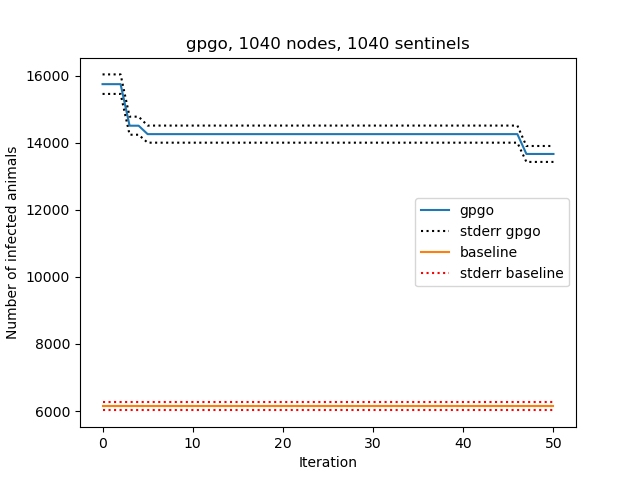 gpgo, 1040 nodes, 1040 sentinels
Number of infected animals
16000
14000
12000
10000
8000
6000
gpgo
stderr gpgo
baseline
stderr baseline
0 10 20 30 40 50
Iteration